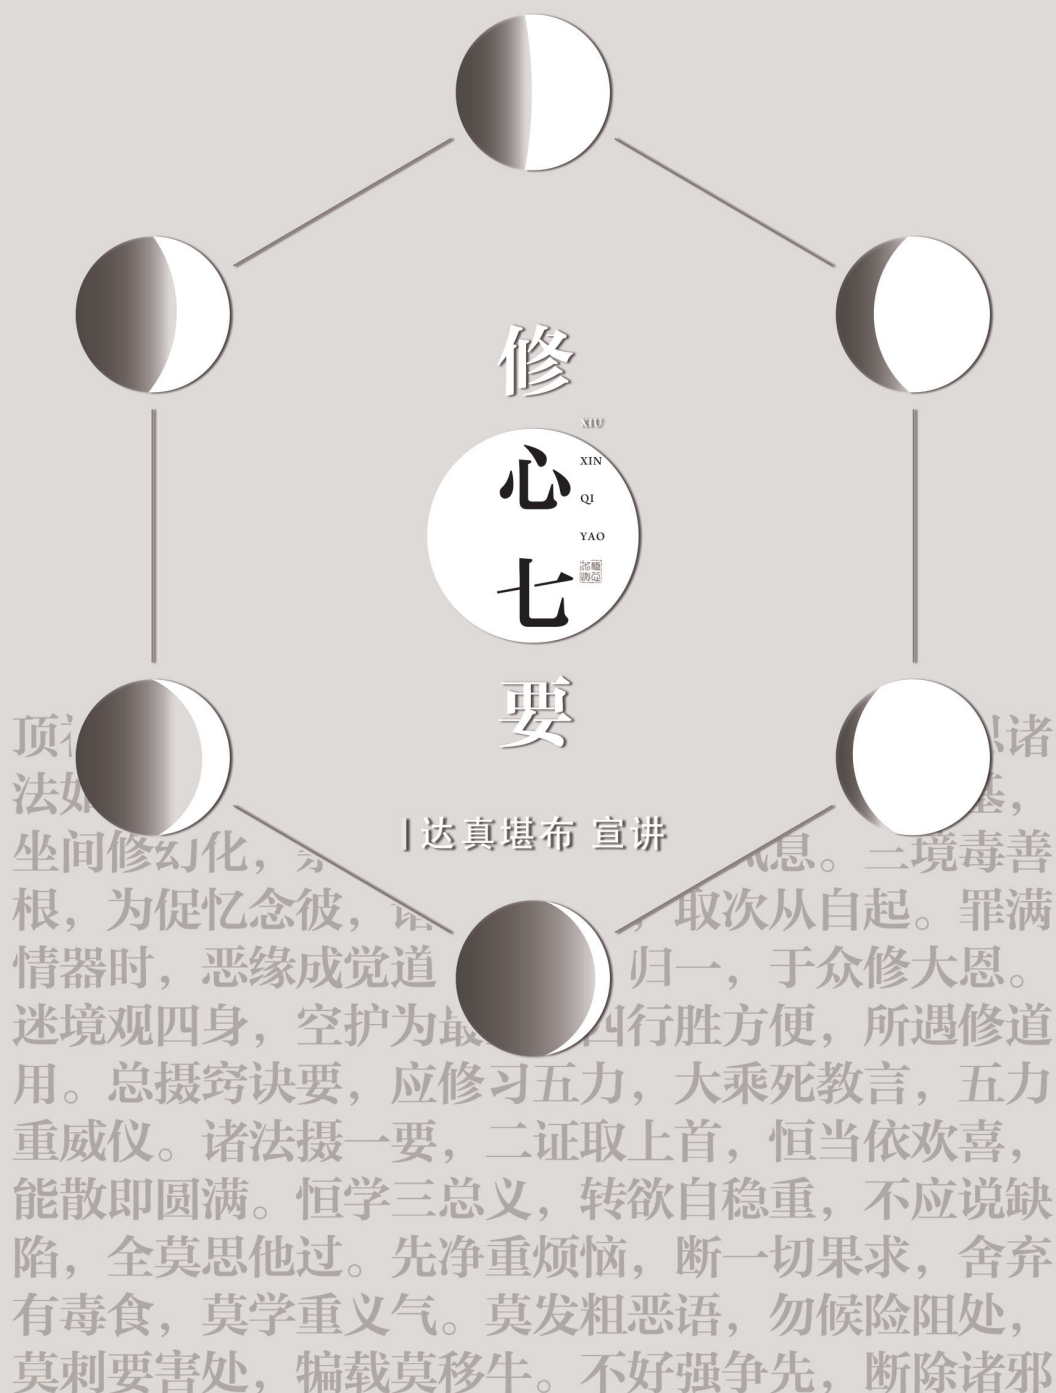 修
心
七
要
XIU
XIN
QI
YAO
达真堪布 宣讲
顶 诸
法如 基，
坐间修幻化， 息。三境毒善
根，为促忆念彼，诸 ，取次从自起。罪满
情器时，恶缘成觉道 归一，于众修大恩。
迷境观四身，空护为最 四行胜方便，所遇修道
用。总摄窍诀要，应修习五力，大乘死教言，五力
重威仪。诸法摄一要，二证取上首，恒当依欢喜，
能散即圆满。恒学三总义，转欲自稳重，不应说缺
陷，全莫思他过。先净重烦恼，断一切果求，舍弃
有毒食，莫学重义气。莫发粗恶语，勿候险阻处，
莫刺要害处，犏载莫移牛。不好强争先，断除诸邪